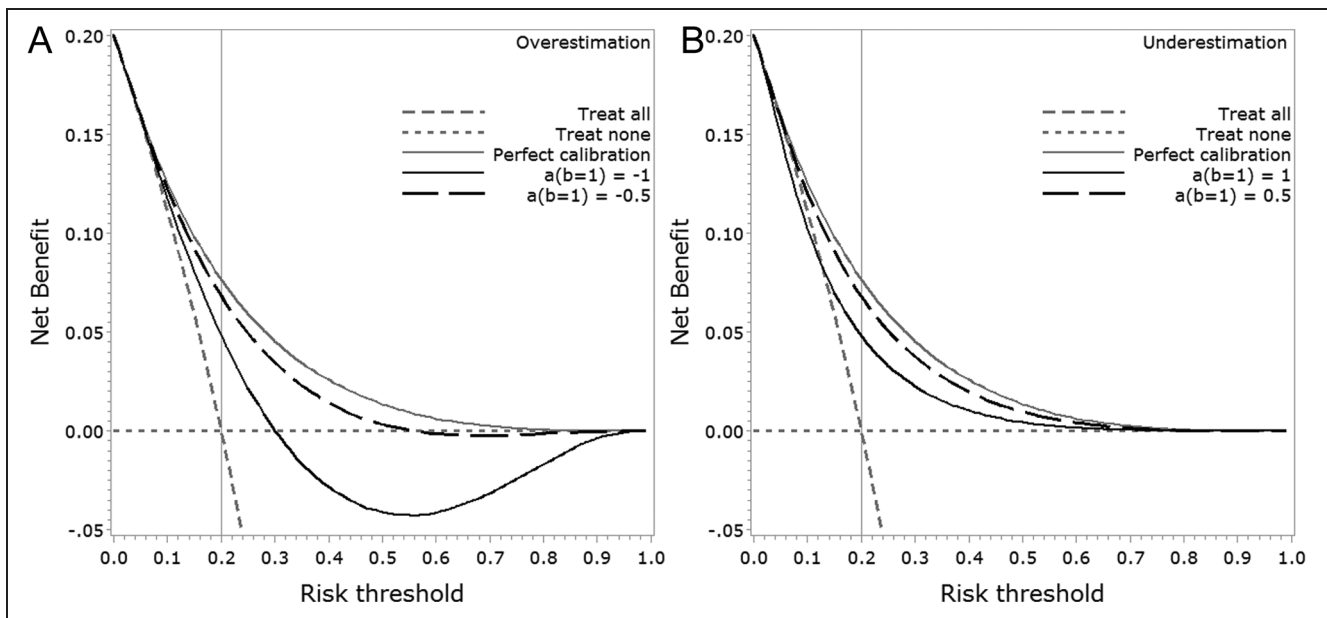 A
Overestimation
Treat all
Treat none
Perfect calibration
a(b=1) = -1
a(b=1) = -0.5
0.20
0.15
0.10
0.05
0.00
-.05
Net Benefit
0.0 0.1 0.2 0.3 0.4 0.5 0.6 0.7 0.8 0.9 1.0
Risk threshold
B
Underestimation
Treat all
Treat none
Perfect calibration
a(b=1) = 1
a(b=1) = 0.5
0.20
0.15
0.10
0.05
0.00
-.05
Net Benefit
0.0 0.1 0.2 0.3 0.4 0.5 0.6 0.7 0.8 0.9 1.0
Risk threshold